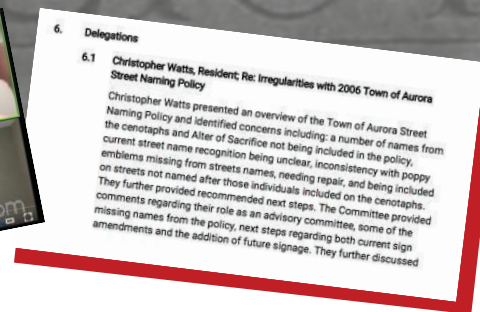 6. Delegations
6.1 Christopher Watts, Resident; Re: Irregularities with 2006 Town of Aurora
Street Naming Policy
Christopher Watts presented an overview of the Town of Aurora Street
Naming Policy and identified concerns including: a number of names from
the cenotaphs and Alter of Sacrifice not being included in the policy,
current street name recognition being unclear, inconsistency with poppy
emblems missing from streets names, needing repair, and being included
on streets not named after those individuals included on the cenotaphs.
They further provided recommended next steps. The Committee provided
comments regarding their role as an advisory committee, some of the
missing names from the policy, next steps regarding both current sign
amendments and the addition of future signage. They further discussed
om